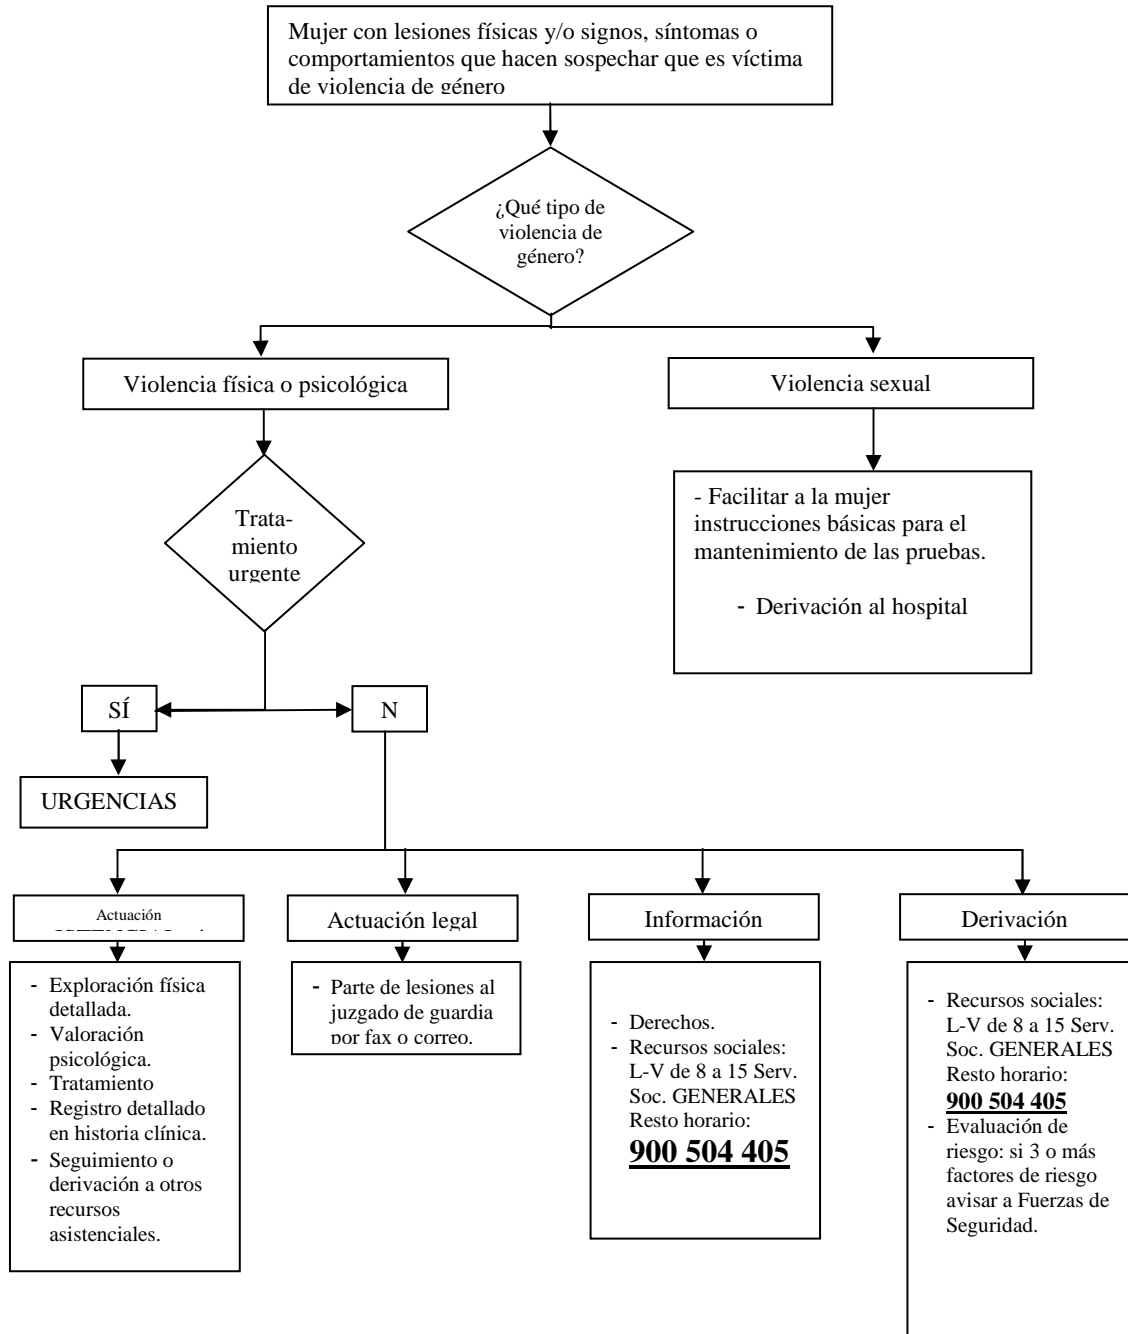 Mujer con lesiones físicas y/o signos, síntomas o
comportamientos que hacen sospechar que es víctima
de violencia de género
¿Qué tipo de
violencia de
género?
Violencia física o psicológica
Violencia sexual
Trata-
miento
urgente
- Facilitar a la mujer
instrucciones básicas para el
mantenimiento de las pruebas.
- Derivación al hospital
SÍ
N
URGENCIAS
Actuación
Actuación legal
Información
Derivación
- Exploración física
detallada.
- Valoración
psicológica.
- Tratamiento
- Registro detallado
en historia clínica.
- Seguimiento o
derivación a otros
recursos
asistenciales.
- Parte de lesiones al
juzgado de guardia
por fax o correo.
- Derechos.
- Recursos sociales:
L-V de 8 a 15 Serv.
Soc. GENERALES
Resto horario:
900 504 405
- Recursos sociales:
L-V de 8 a 15 Serv.
Soc. GENERALES
Resto horario:
900 504 405
- Evaluación de
riesgo: si 3 o más
factores de riesgo
avisar a Fuerzas de
Seguridad.